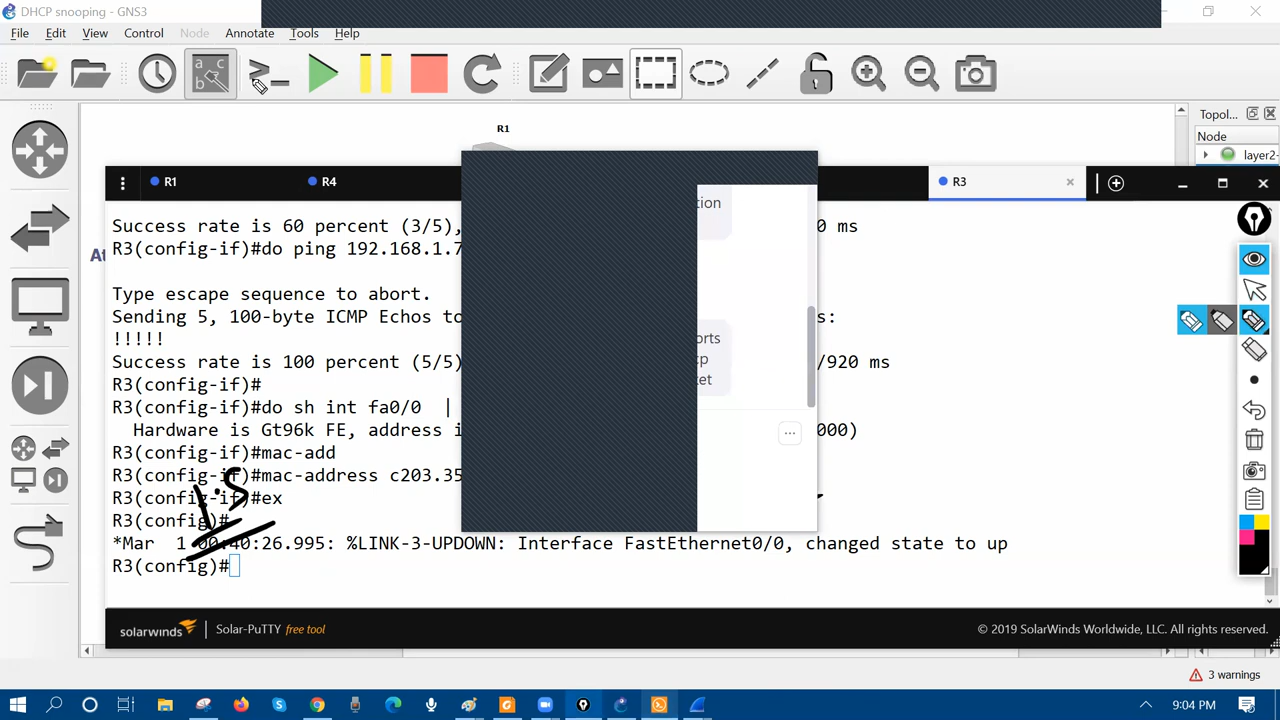 DHCP snooping - GNS3
File Edit View Control Node Annotate Tools Help
R1
Topol...
Node
layer2-
R1 R4 R3
Success rate is 60 percent (3/5), 0 ms
R3(config-if)#do ping 192.168.1.7
Type escape sequence to abort.
Sending 5, 100-byte ICMP Echos to s:
!!!!!
Success rate is 100 percent (5/5) /920 ms
R3(config-if)#
R3(config-if)#do sh int fa0/0 |
Hardware is Gt96k FE, address i 000)
R3(config-if)#mac-add
R3(config-if)#mac-address c203.35
R3(config-if)#ex
R3(config)#
*Mar 1 00:40:26.995: %LINK-3-UPDOWN: Interface FastEthernet0/0, changed state to up
R3(config)#
tion
orts
cp
ket
solarwinds Solar-PuTTY free tool
© 2019 SolarWinds Worldwide, LLC. All rights reserved.
3 warnings
9:04 PM